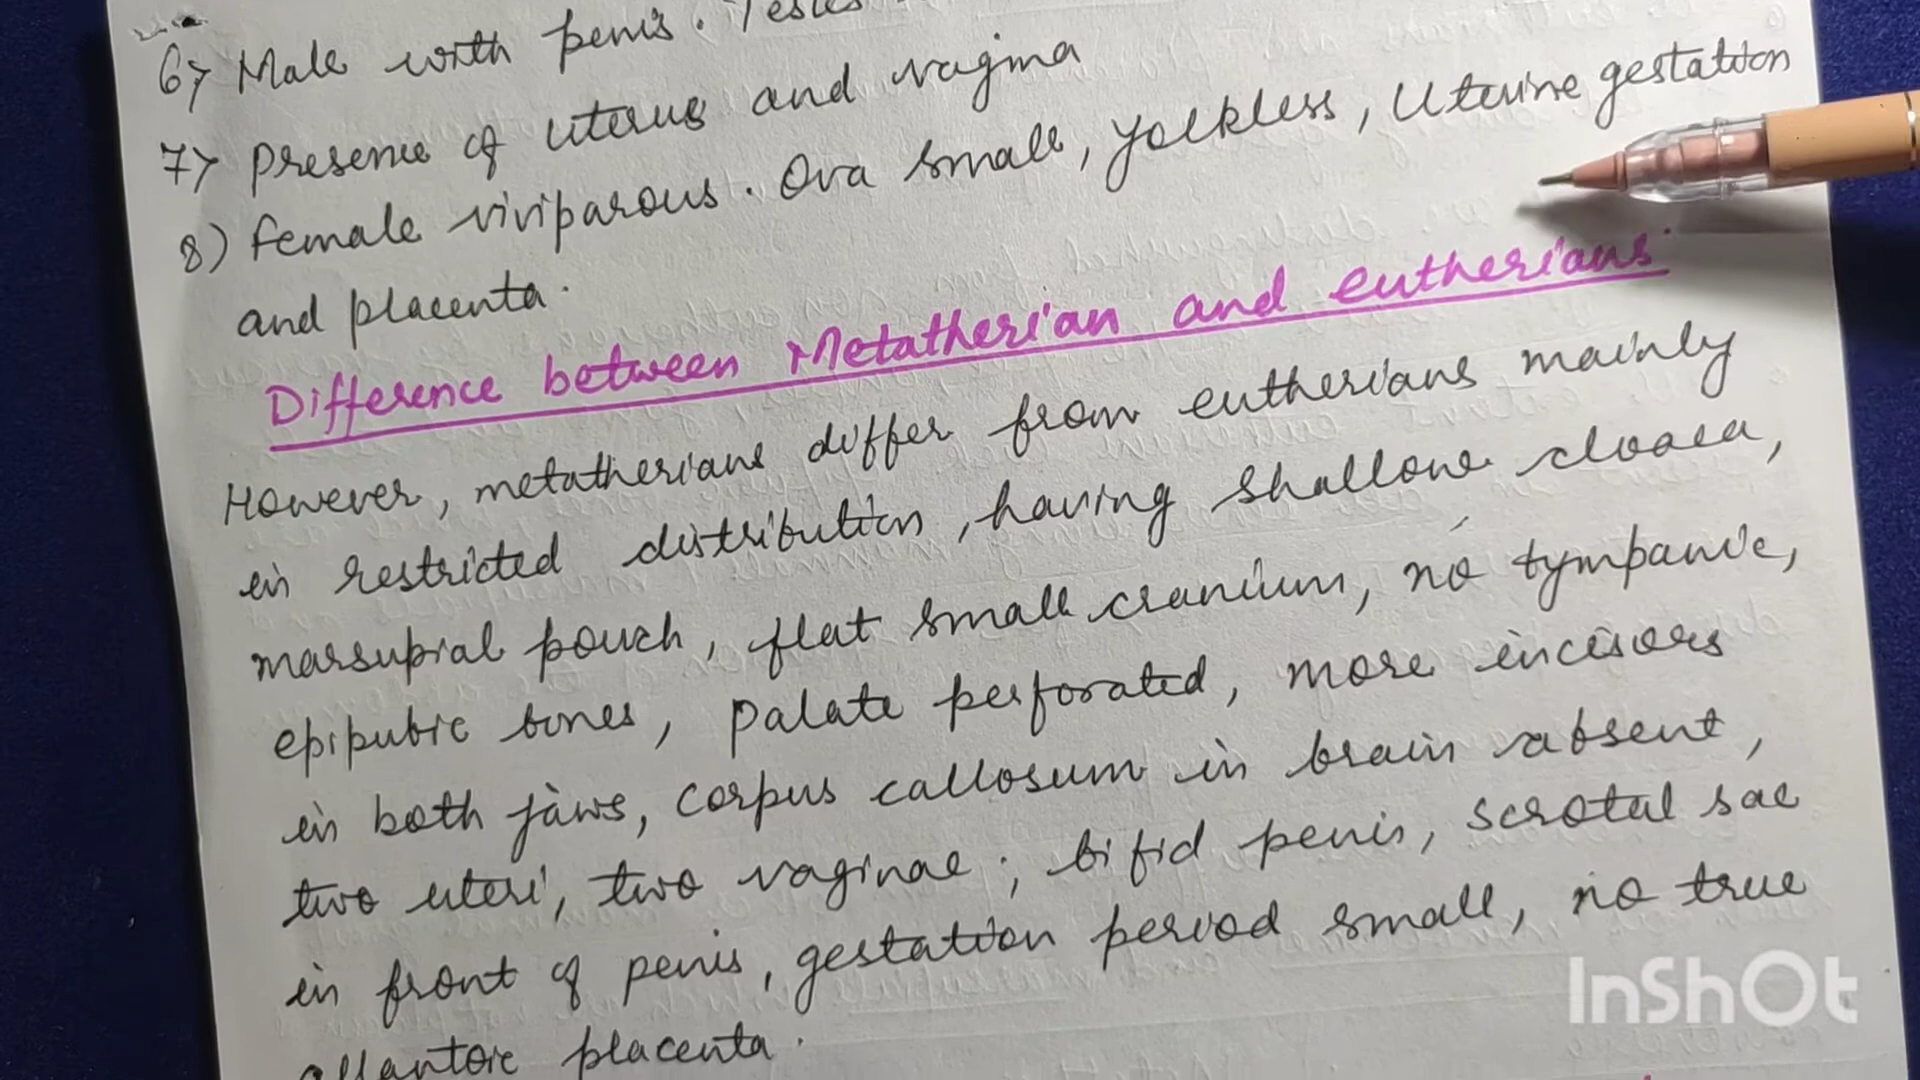 6) Male with penis. Testes
7) Presence of uterus and vagina
8) Female viviparous. Ova small, yolkless, Uterine gestation
and placenta.
Difference between Metatherian and eutherians
However, metatherians differ from eutherians mainly
in restricted distribution, having shallow cloaca,
marsupial pouch, flat small cranium, no tympanic,
epipubic bones, palate perforated, more incisors
in both jaws, corpus callosum in brain absent,
two uteri, two vaginae; bifid penis, scrotal sac
in front of penis, gestation period small, no true
allantoic placenta.
InShOt